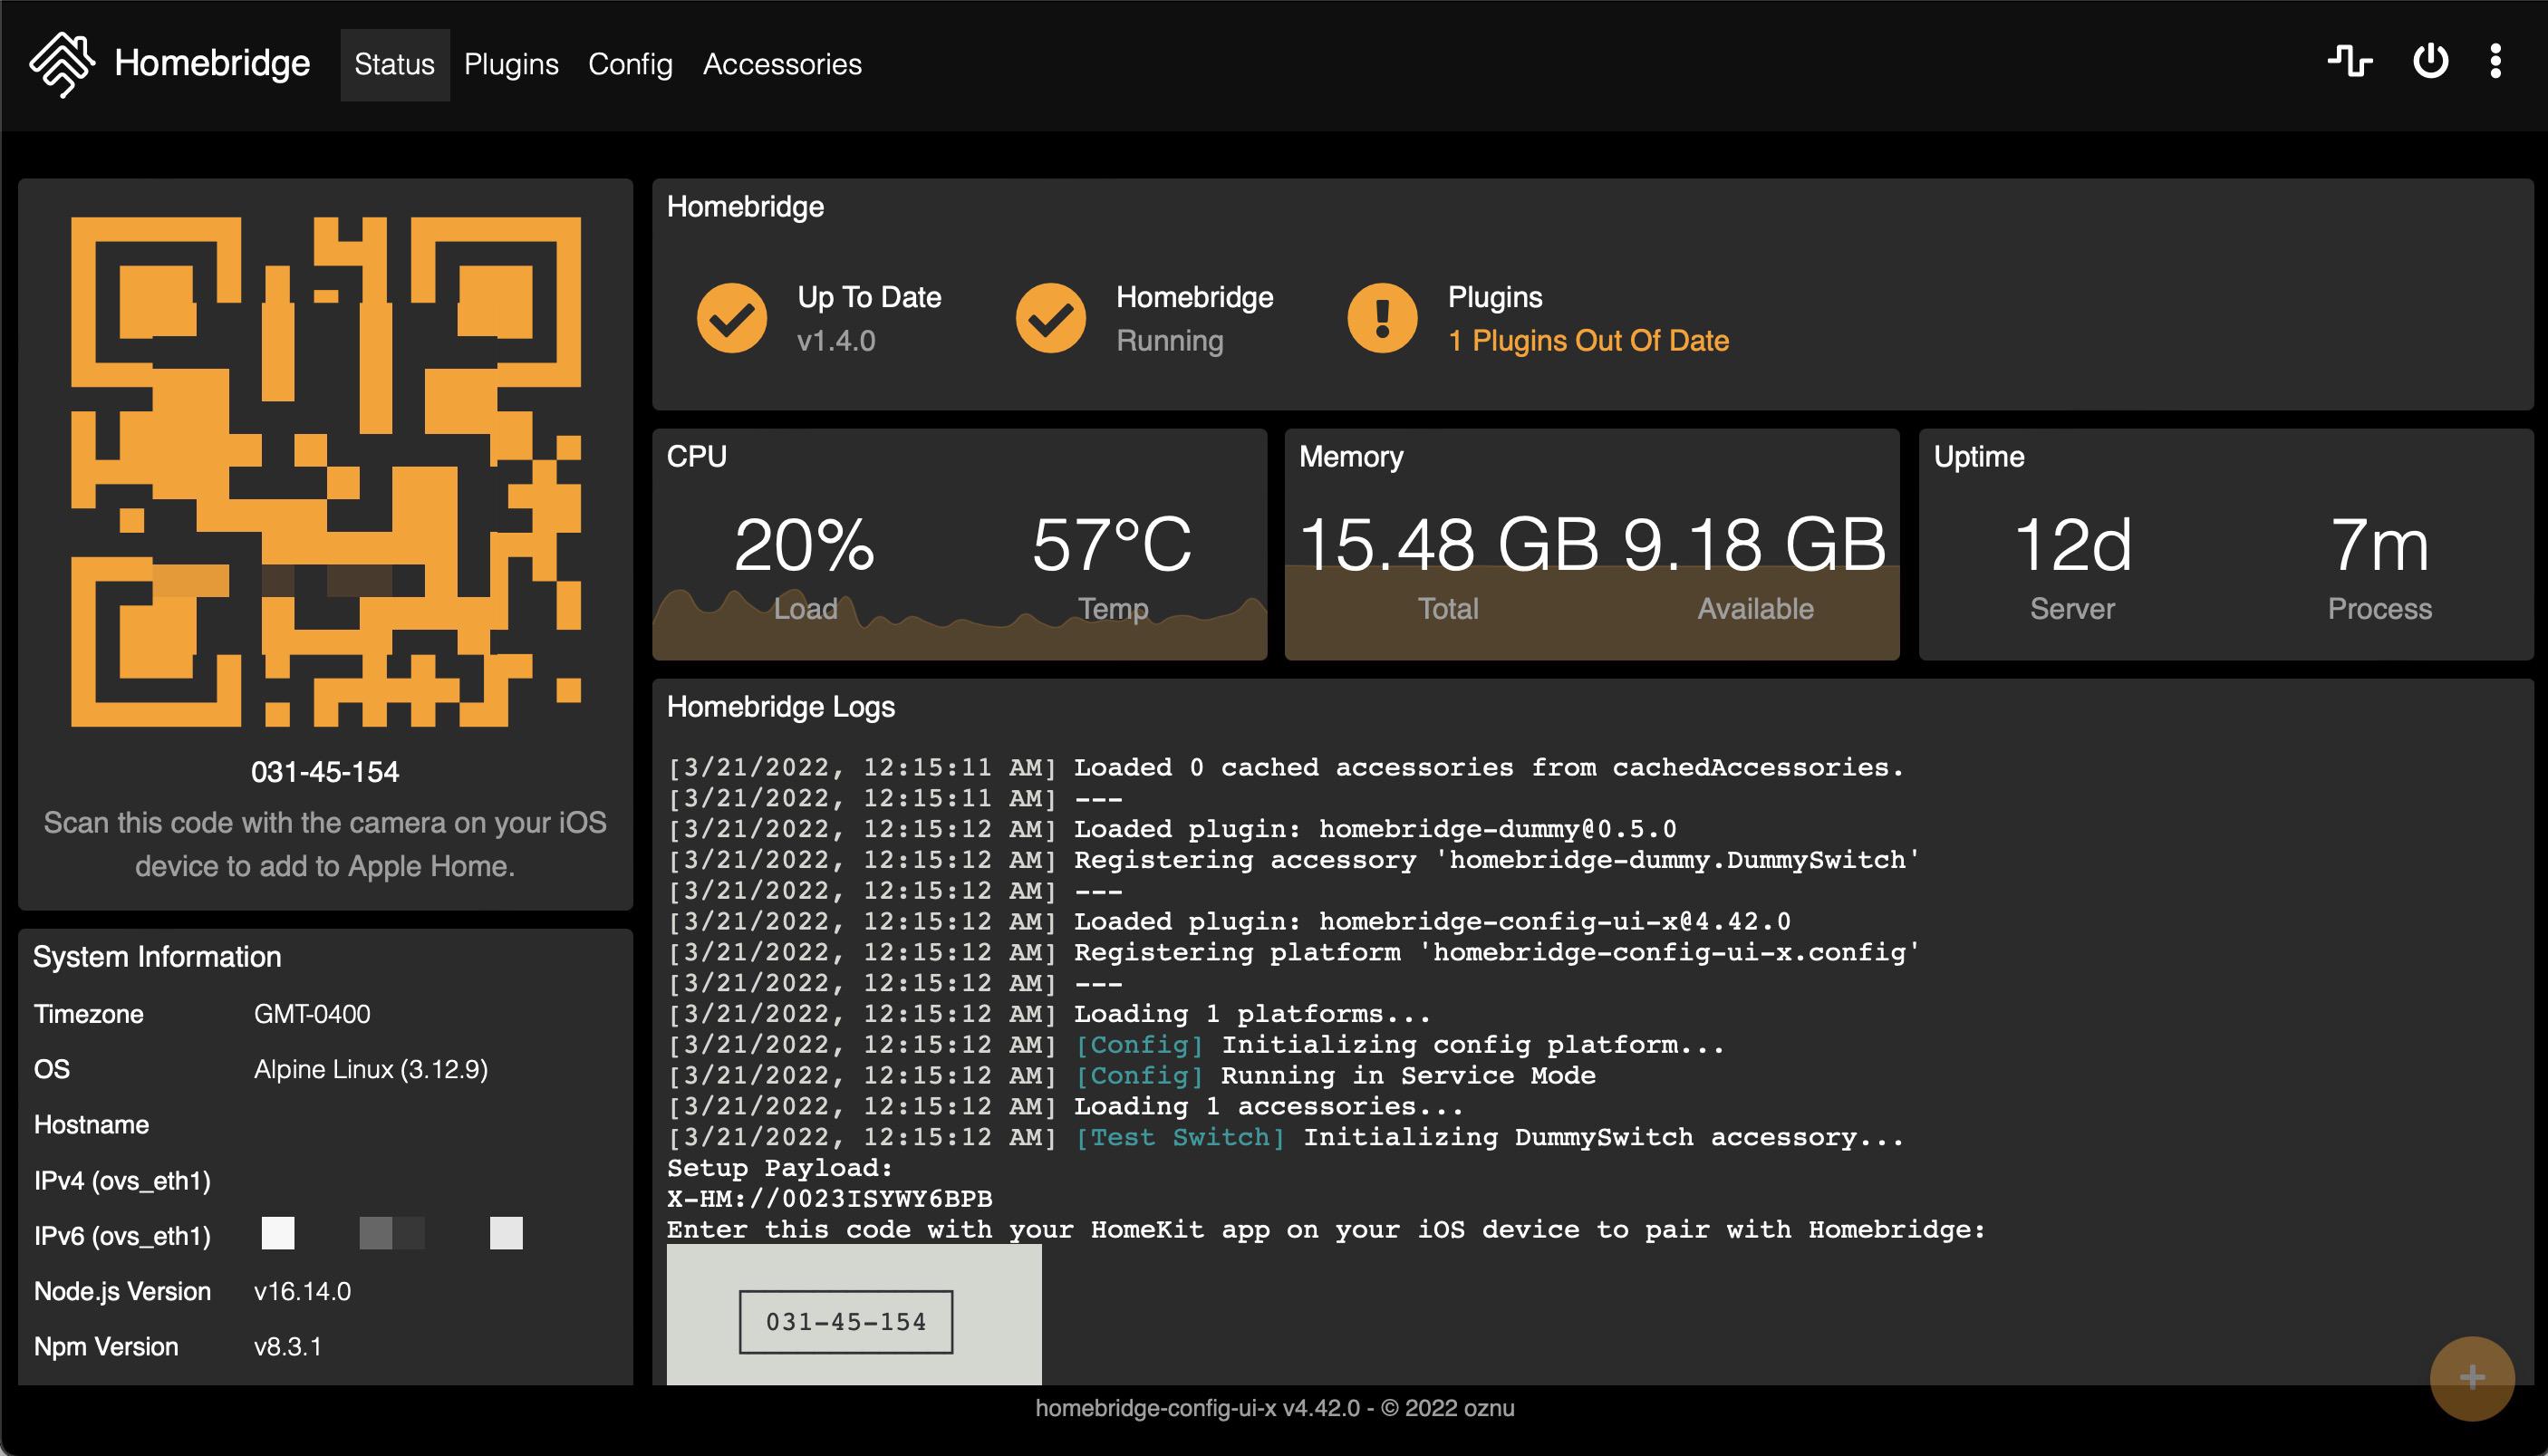 Homebridge
Status
Plugins
Config
Accessories
031-45-154
Scan this code with the camera on your iOS
device to add to Apple Home.
System Information
Timezone GMT-0400
OS Alpine Linux (3.12.9)
Hostname
IPv4 (ovs_eth1)
IPv6 (ovs_eth1)
Node.js Version v16.14.0
Npm Version v8.3.1
Homebridge
Up To Date
v1.4.0
Homebridge
Running
Plugins
1 Plugins Out Of Date
CPU
20%
Load
57°C
Temp
Memory
15.48 GB
Total
9.18 GB
Available
Uptime
12d
Server
7m
Process
Homebridge Logs
[3/21/2022, 12:15:11 AM] Loaded 0 cached accessories from cachedAccessories.
[3/21/2022, 12:15:11 AM] ---
[3/21/2022, 12:15:12 AM] Loaded plugin: homebridge-dummy@0.5.0
[3/21/2022, 12:15:12 AM] Registering accessory 'homebridge-dummy.DummySwitch'
[3/21/2022, 12:15:12 AM] ---
[3/21/2022, 12:15:12 AM] Loaded plugin: homebridge-config-ui-x@4.42.0
[3/21/2022, 12:15:12 AM] Registering platform 'homebridge-config-ui-x.config'
[3/21/2022, 12:15:12 AM] ---
[3/21/2022, 12:15:12 AM] Loading 1 platforms...
[3/21/2022, 12:15:12 AM] [Config] Initializing config platform...
[3/21/2022, 12:15:12 AM] [Config] Running in Service Mode
[3/21/2022, 12:15:12 AM] Loading 1 accessories...
[3/21/2022, 12:15:12 AM] [Test Switch] Initializing DummySwitch accessory...
Setup Payload:
X-HM://0023ISYWY6BPB
Enter this code with your HomeKit app on your iOS device to pair with Homebridge:
031-45-154
homebridge-config-ui-x v4.42.0 - © 2022 oznu